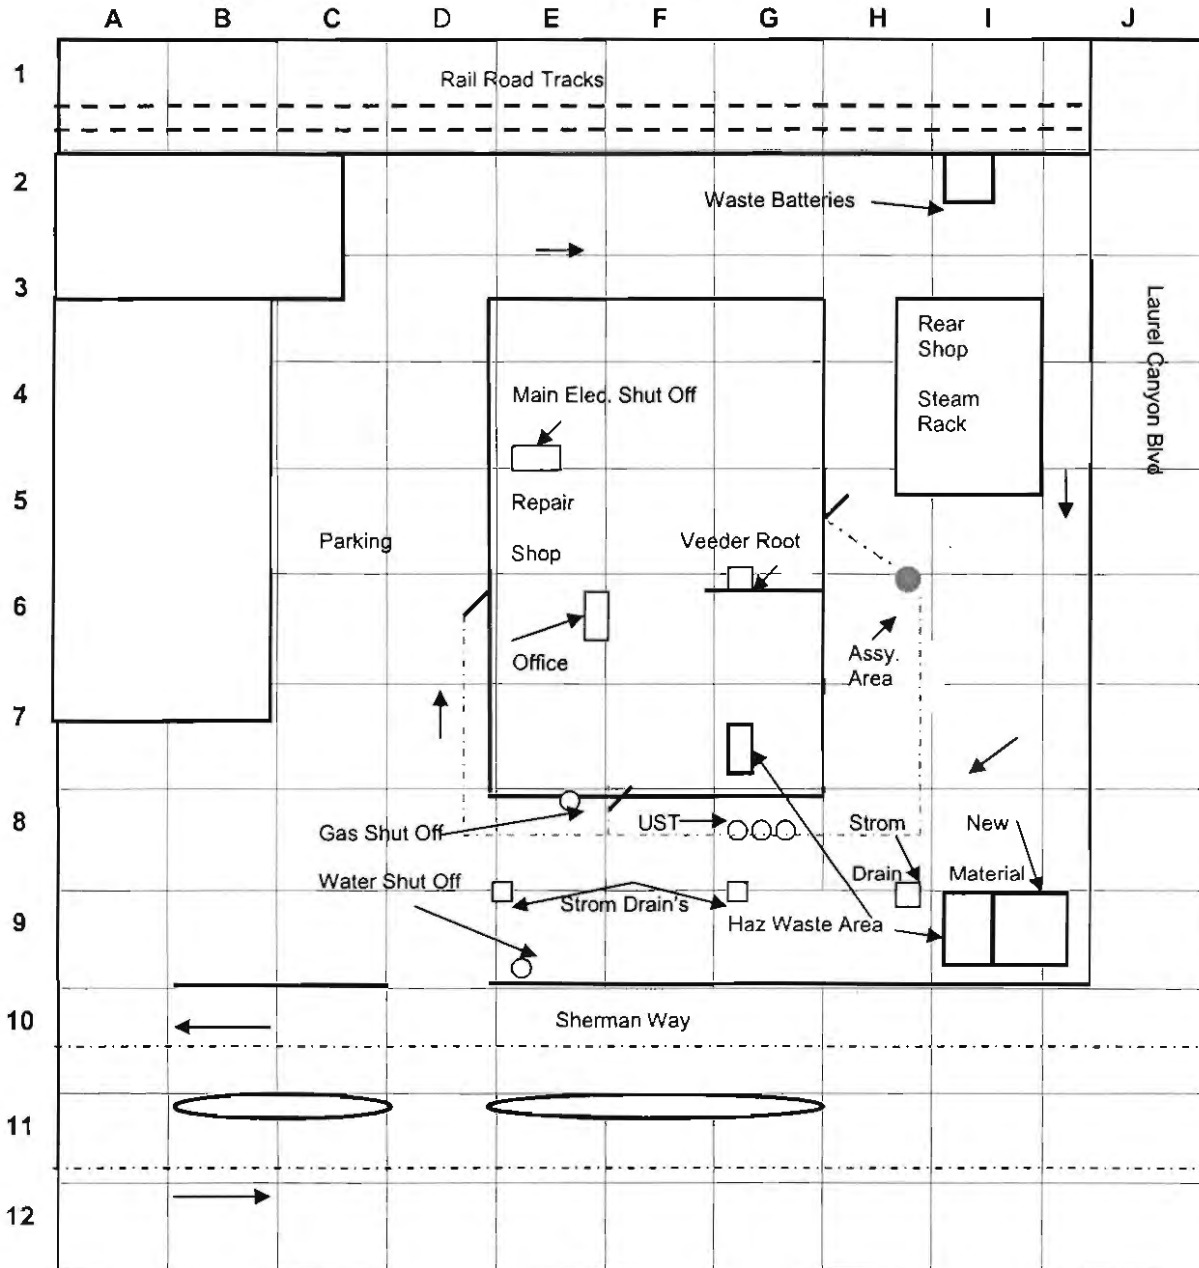 A B C D E F G H I J
1
Rail Road Tracks
2
Waste Batteries
3
Laurel Canyon Blvd
Rear
Shop
4
Main Elec. Shut Off
Steam
Rack
5
Repair
Parking
Shop
Veeder Root
6
Office
Assy.
Area
7
8
Gas Shut Off
UST
Strom
New
Water Shut Off
Drain
Material
Strom Drain's
9
Haz Waste Area
10
Sherman Way
11
12